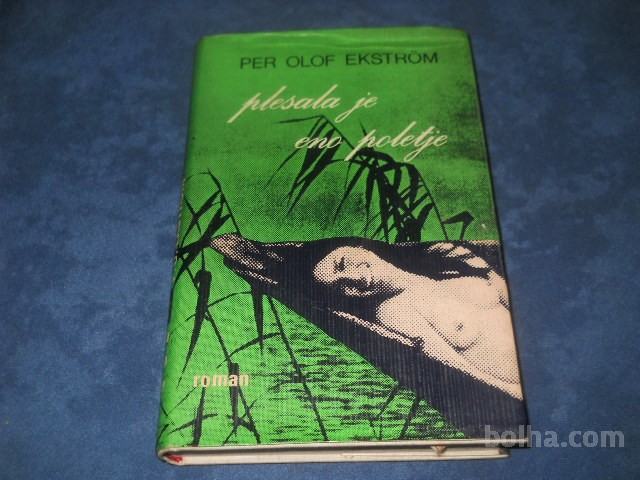 PER OLOF EKSTRÖM
plesala je
eno poletje
roman
bolha.com